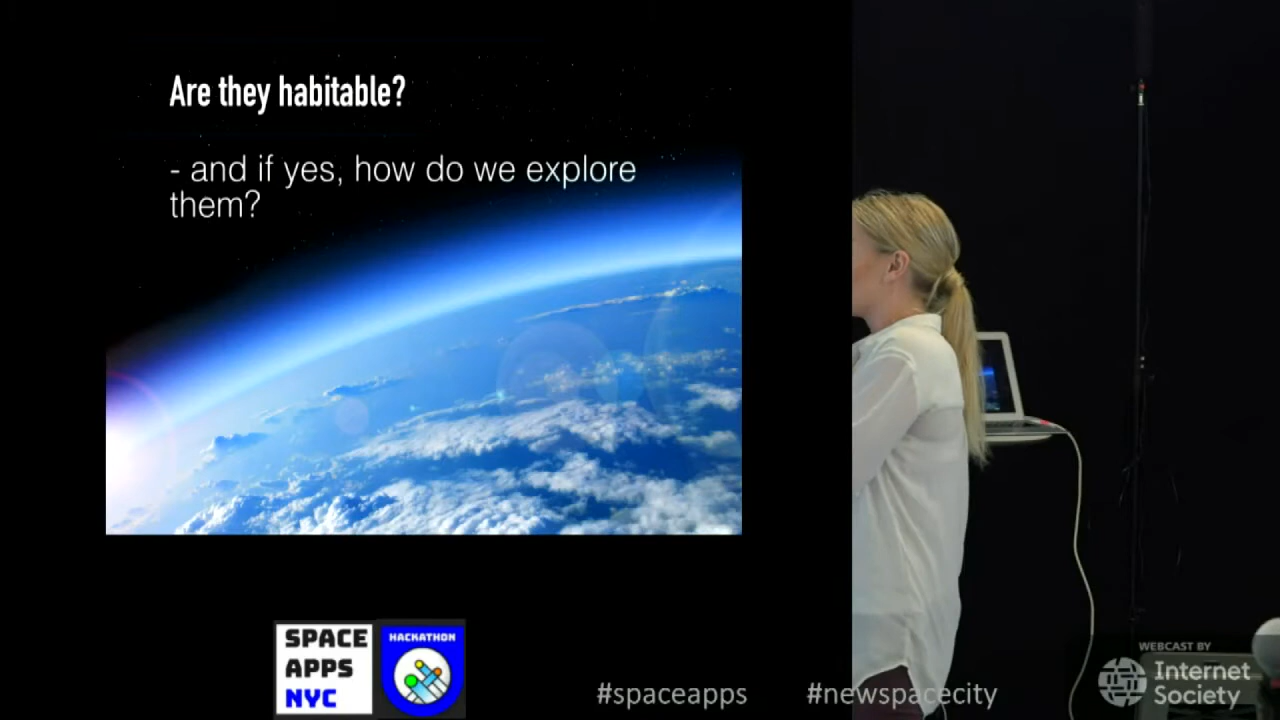 Are they habitable?
- and if yes, how do we explore
them?
SPACE
APPS
NYC
HACKATHON
#spaceapps
#newspacecity
WEBCAST BY
Internet
Society